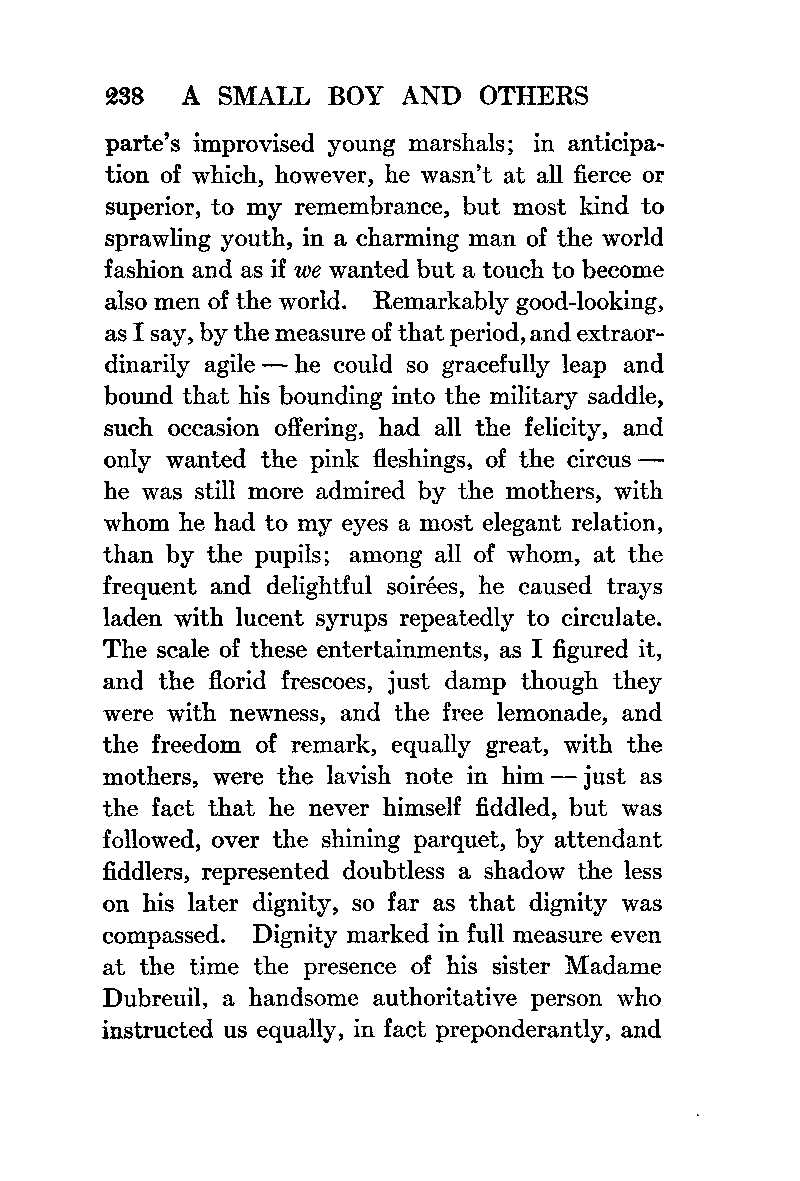 238 A SMALL BOY AND OTHERS
parte's improvised young marshals; in anticipa-
tion of which, however, he wasn't at all fierce or
superior, to my remembrance, but most kind to
sprawling youth, in a charming man of the world
fashion and as if we wanted but a touch to become
also men of the world. Remarkably good-looking,
as I say, by the measure of that period, and extraor-
dinarily agile — he could so gracefully leap and
bound that his bounding into the military saddle,
such occasion offering, had all the felicity, and
only wanted the pink fleshings, of the circus —
he was still more admired by the mothers, with
whom he had to my eyes a most elegant relation,
than by the pupils; among all of whom, at the
frequent and delightful soirées, he caused trays
laden with lucent syrups repeatedly to circulate.
The scale of these entertainments, as I figured it,
and the florid frescoes, just damp though they
were with newness, and the free lemonade, and
the freedom of remark, equally great, with the
mothers, were the lavish note in him — just as
the fact that he never himself fiddled, but was
followed, over the shining parquet, by attendant
fiddlers, represented doubtless a shadow the less
on his later dignity, so far as that dignity was
compassed. Dignity marked in full measure even
at the time the presence of his sister Madame
Dubreuil, a handsome authoritative person who
instructed us equally, in fact preponderantly, and